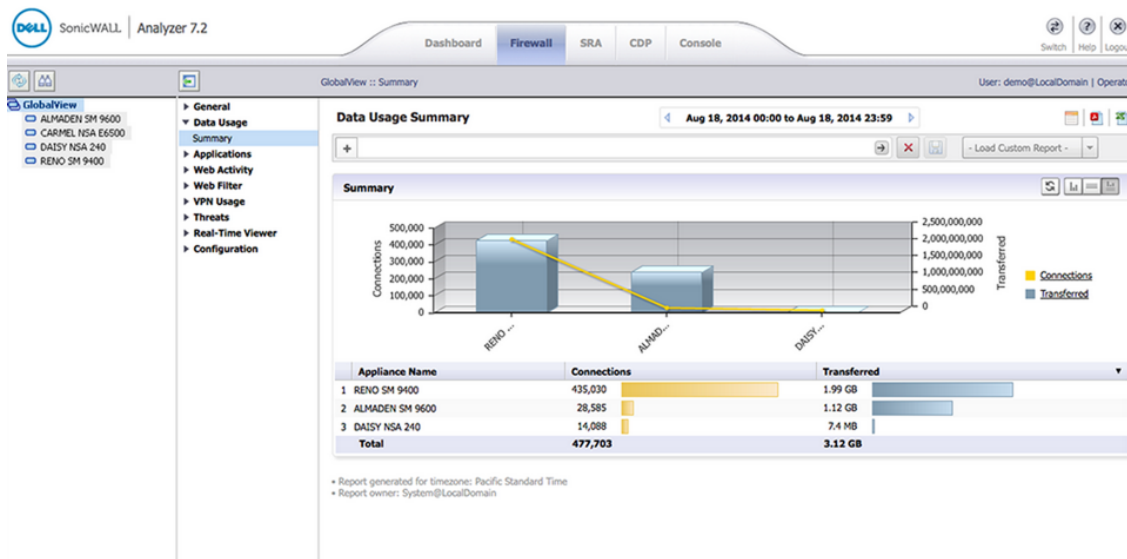 DELL SonicWALL Analyzer 7.2
Dashboard Firewall SRA CDP Console
Switch Help
GlobalView :: Summary
User: demo@LocalDomain |
GlobalView
ALMADEN SM 9600
CARMEL NSA E6500
DAISY NSA 240
RENO SM 9400
General
Data Usage
Summary
Applications
Web Activity
Web Filter
VPN Usage
Threats
Real-Time Viewer
Configuration
Data Usage Summary
Aug 18, 2014 00:00 to Aug 18, 2014 23:59
- Load Custom Report -
Summary
500,000
400,000
300,000
200,000
100,000
0
Connections
2,500,000,000
2,000,000,000
1,500,000,000
1,000,000,000
500,000,000
0
Transferred
RENO ...
ALMAD...
DAISY...
Connections
Transferred
Appliance Name Connections Transferred
1 RENO SM 9400 435,030 1.99 GB
2 ALMADEN SM 9600 28,585 1.12 GB
3 DAISY NSA 240 14,088 7.4 MB
Total 477,703 3.12 GB
• Report generated for timezone: Pacific Standard Time
• Report owner: System@LocalDomain